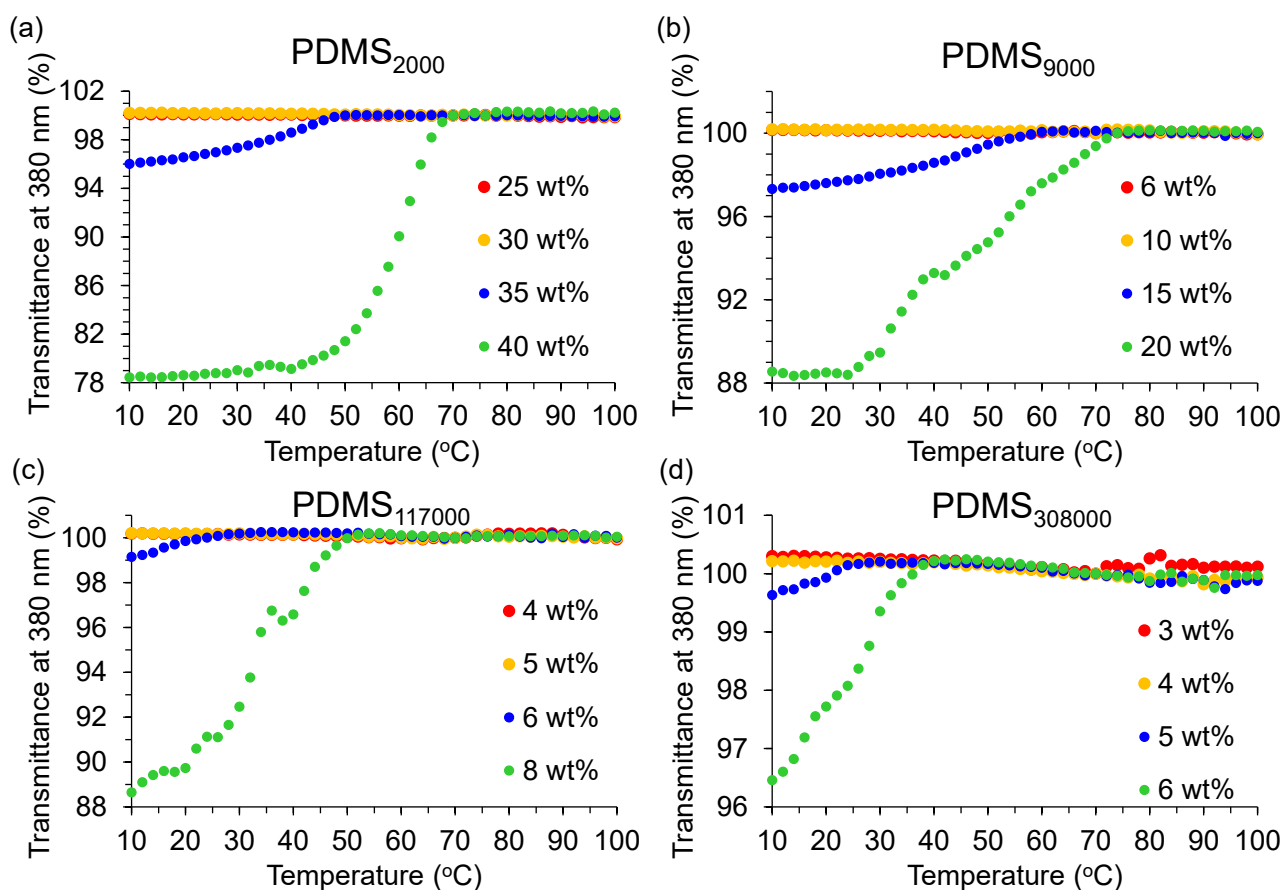 (a)
PDMS2000
Transmittance at 380 nm (%)
102
98
94
90
86
82
78
25 wt%
30 wt%
35 wt%
40 wt%
10 20 30 40 50 60 70 80 90 100
Temperature (oC)
(b)
PDMS9000
Transmittance at 380 nm (%)
100
96
92
88
6 wt%
10 wt%
15 wt%
20 wt%
10 20 30 40 50 60 70 80 90 100
Temperature (oC)
(c)
PDMS117000
Transmittance at 380 nm (%)
100
98
96
94
92
90
88
4 wt%
5 wt%
6 wt%
8 wt%
10 20 30 40 50 60 70 80 90 100
Temperature (oC)
(d)
PDMS308000
Transmittance at 380 nm (%)
101
100
99
98
97
96
3 wt%
4 wt%
5 wt%
6 wt%
10 20 30 40 50 60 70 80 90 100
Temperature (oC)